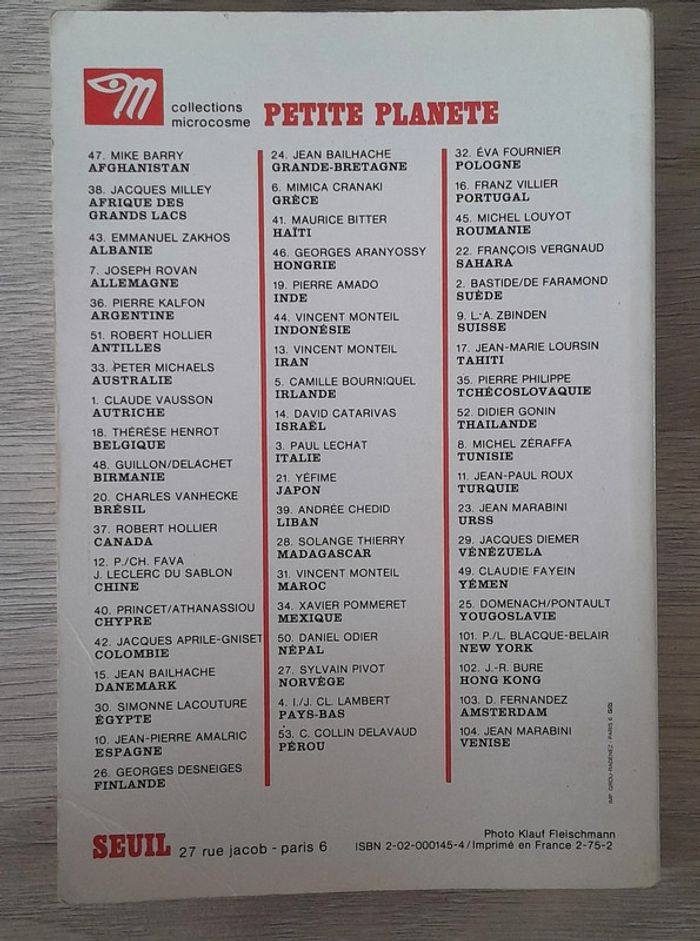 m
collections
microcosme
PETITE PLANETE
47. MIKE BARRY
AFGHANISTAN
38. JACQUES MILLEY
AFRIQUE DES
GRANDS LACS
43. EMMANUEL ZAKHOS
ALBANIE
7. JOSEPH ROVAN
ALLEMAGNE
36. PIERRE KALFON
ARGENTINE
51. ROBERT HOLLIER
ANTILLES
33. PETER MICHAELS
AUSTRALIE
1. CLAUDE VAUSSON
AUTRICHE
18. THÉRÈSE HENROT
BELGIQUE
48. GUILLON/DELACHET
BIRMANIE
20. CHARLES VANHECKE
BRÉSIL
37. ROBERT HOLLIER
CANADA
12. P./CH. FAVA
J. LECLERC DU SABLON
CHINE
40. PRINCET/ATHANASSIOU
CHYPRE
42. JACQUES APRILE-GNISET
COLOMBIE
15. JEAN BAILHACHE
DANEMARK
30. SIMONNE LACOUTURE
ÉGYPTE
10. JEAN-PIERRE AMALRIC
ESPAGNE
26. GEORGES DESNEIGES
FINLANDE
24. JEAN BAILHACHE
GRANDE-BRETAGNE
6. MIMICA CRANAKI
GRÈCE
41. MAURICE BITTER
HAÏTI
46. GEORGES ARANYOSSY
HONGRIE
19. PIERRE AMADO
INDE
44. VINCENT MONTEIL
INDONÉSIE
13. VINCENT MONTEIL
IRAN
5. CAMILLE BOURNIQUEL
IRLANDE
14. DAVID CATARIVAS
ISRAËL
3. PAUL LECHAT
ITALIE
21. YÉFIME
JAPON
39. ANDRÉE CHEDID
LIBAN
28. SOLANGE THIERRY
MADAGASCAR
31. VINCENT MONTEIL
MAROC
34. XAVIER POMMERET
MEXIQUE
50. DANIEL ODIER
NÉPAL
27. SYLVAIN PIVOT
NORVÈGE
4. I./J. CL. LAMBERT
PAYS-BAS
53. C. COLLIN DELAVAUD
PÉROU
32. ÉVA FOURNIER
POLOGNE
16. FRANZ VILLIER
PORTUGAL
45. MICHEL LOUYOT
ROUMANIE
22. FRANÇOIS VERGNAUD
SAHARA
2. BASTIDE/DE FARAMOND
SUÈDE
9. L.-A. ZBINDEN
SUISSE
17. JEAN-MARIE LOURSIN
TAHITI
35. PIERRE PHILIPPE
TCHÉCOSLOVAQUIE
52. DIDIER GONIN
THAILANDE
8. MICHEL ZÉRAFFA
TUNISIE
11. JEAN-PAUL ROUX
TURQUIE
23. JEAN MARABINI
URSS
29. JACQUES DIEMER
VÉNÉZUELA
49. CLAUDIE FAYEIN
YÉMEN
25. DOMENACH/PONTAULT
YOUGOSLAVIE
101. P./L. BLACQUE-BELAIR
NEW YORK
102. J.-R. BURE
HONG KONG
103. D. FERNANDEZ
AMSTERDAM
104. JEAN MARABINI
VENISE
IMP. GROU-RADENEZ PARIS 6
SEUIL 27 rue jacob - paris 6
Photo Klauf Fleischmann
ISBN 2-02-000145-4/Imprimé en France 2-75-2